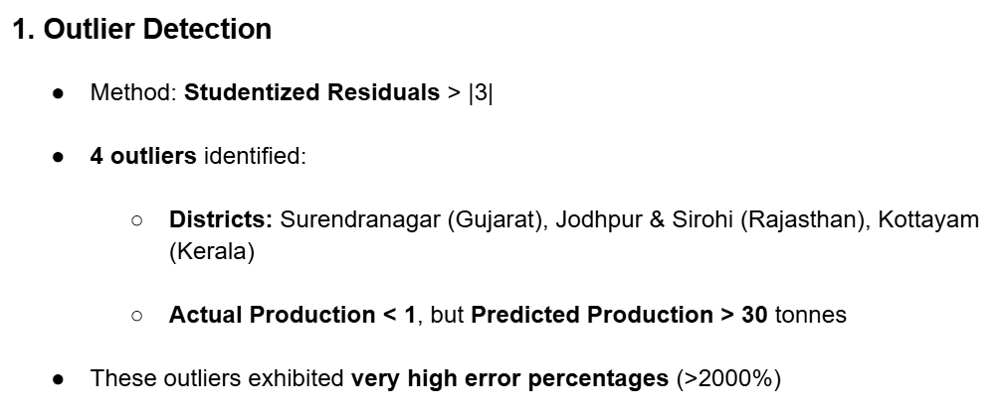 1. Outlier Detection
● Method: Studentized Residuals > |3|
● 4 outliers identified:
○ Districts: Surendranagar (Gujarat), Jodhpur & Sirohi (Rajasthan), Kottayam
(Kerala)
○ Actual Production < 1, but Predicted Production > 30 tonnes
● These outliers exhibited very high error percentages (>2000%)